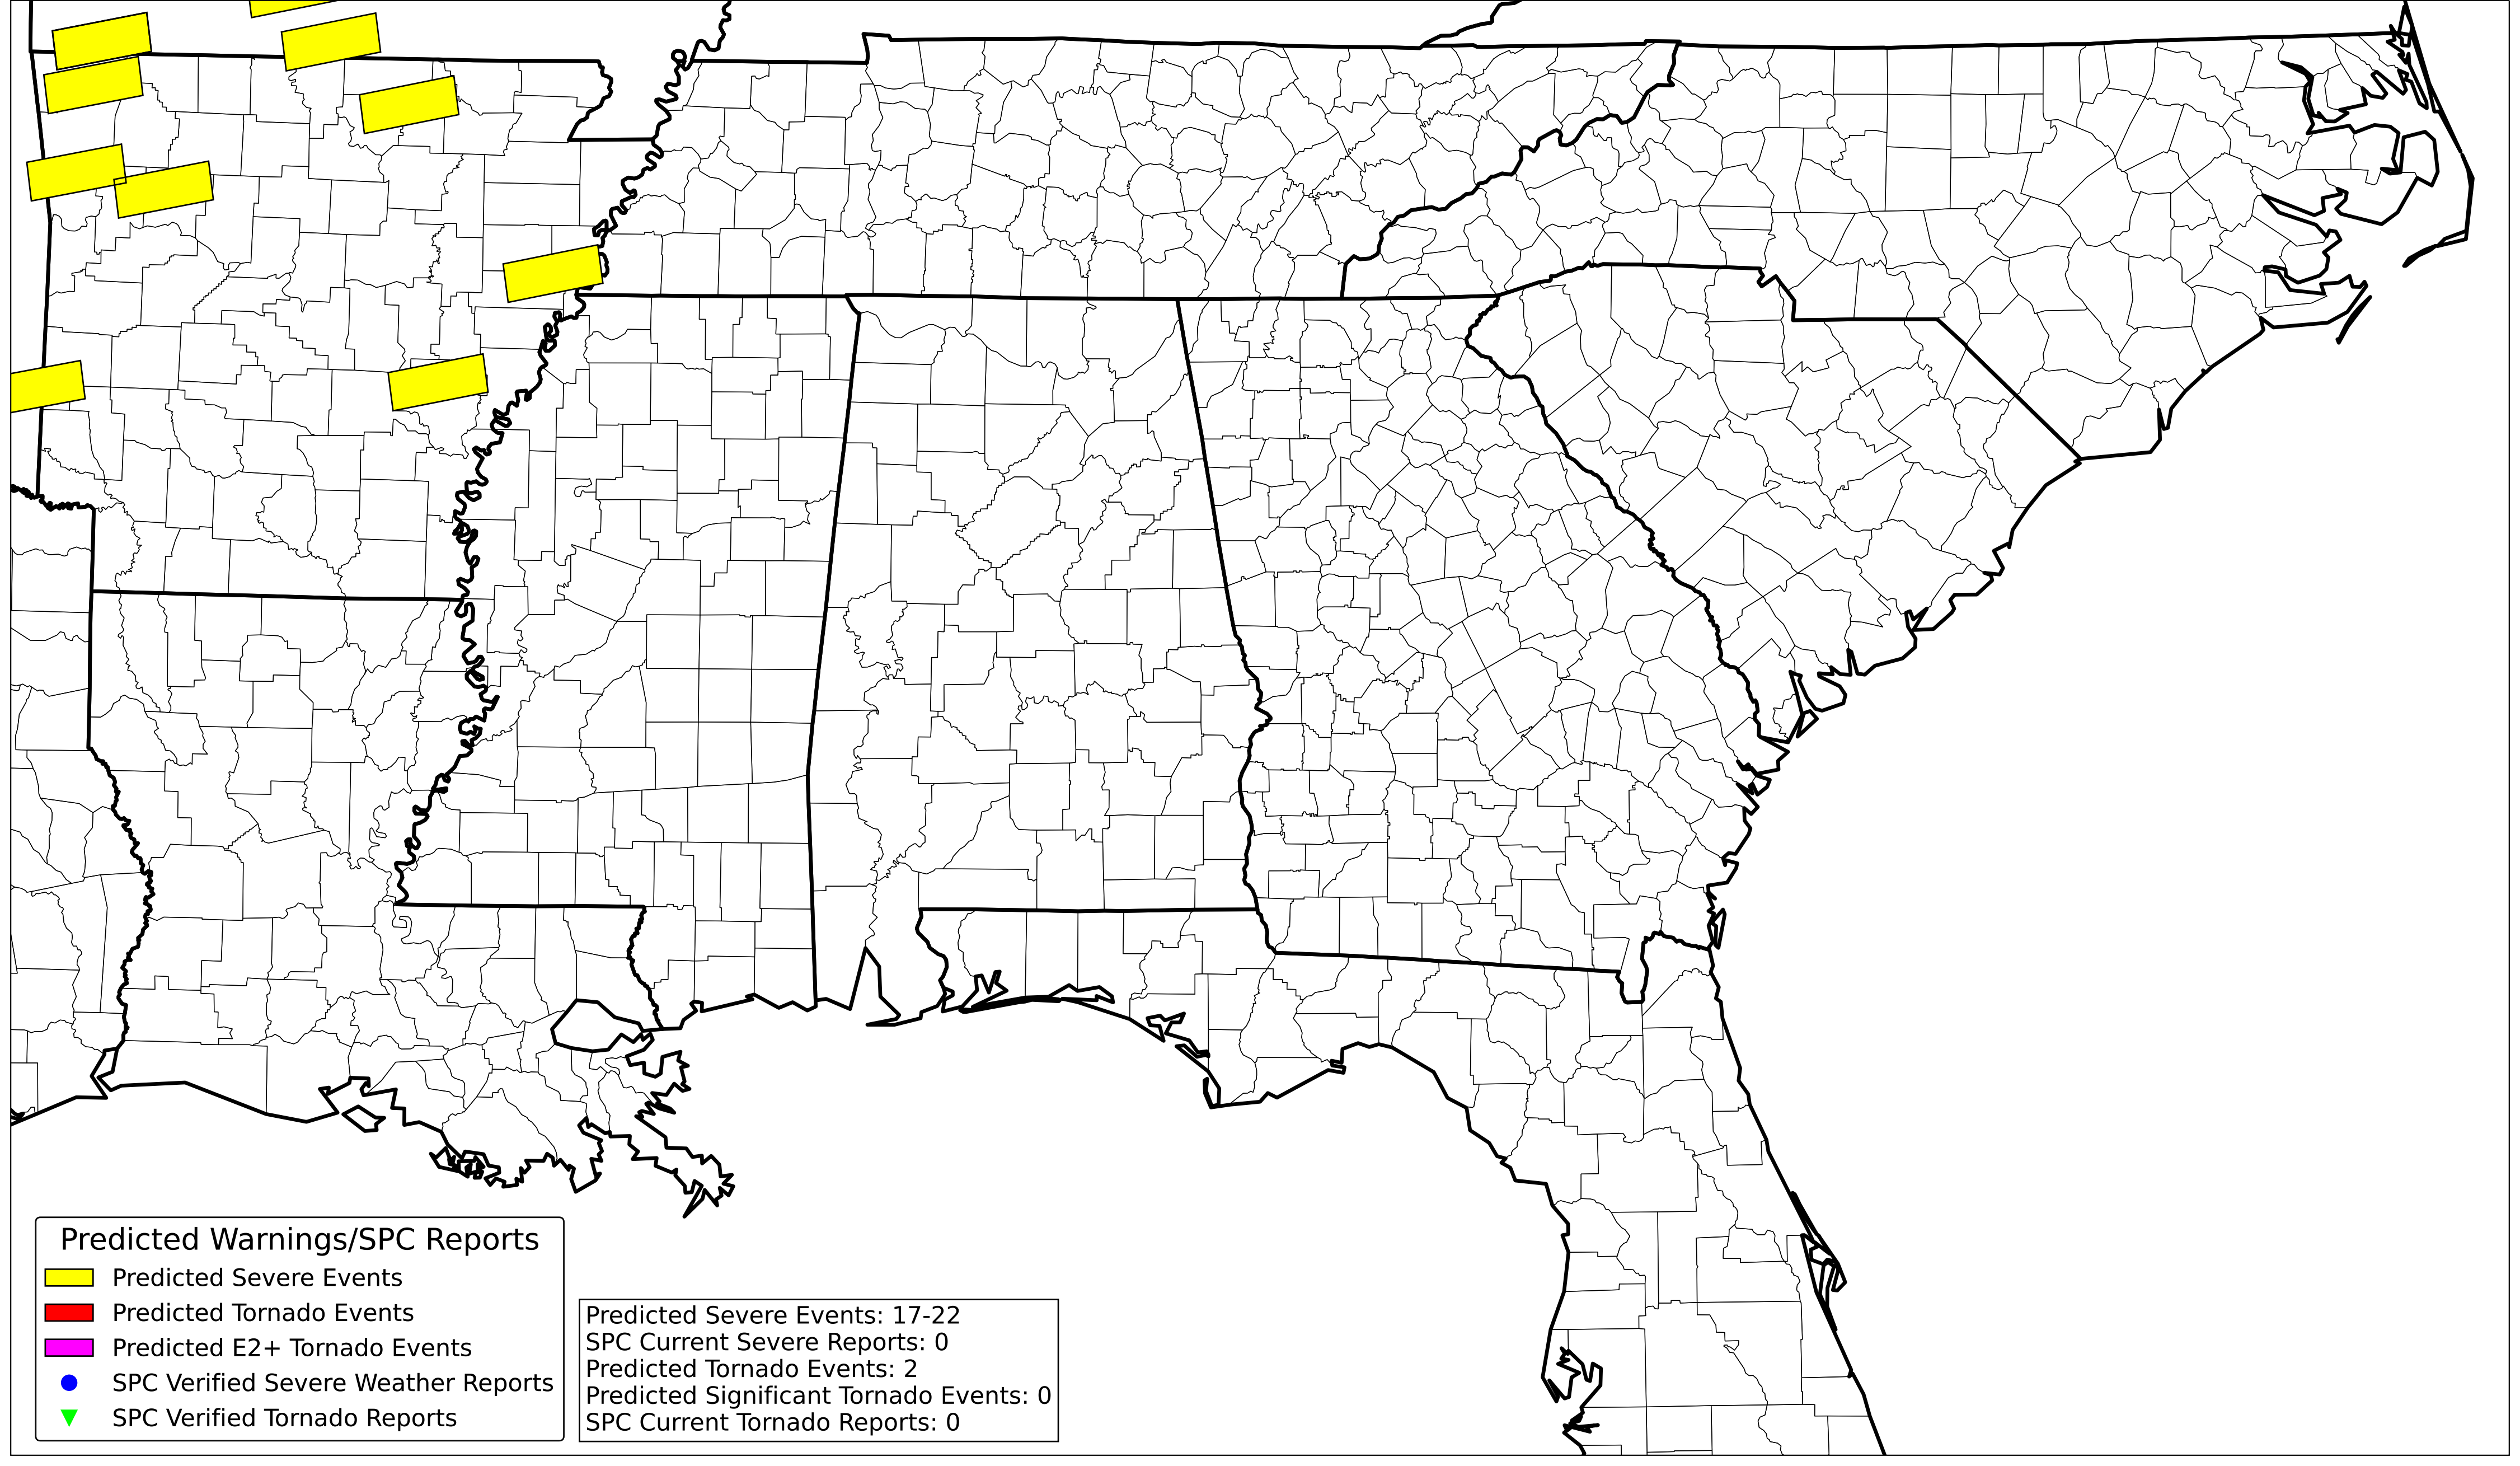 Predicted Warnings/SPC Reports
Predicted Severe Events
Predicted Tornado Events
Predicted E2+ Tornado Events
SPC Verified Severe Weather Reports
SPC Verified Tornado Reports
Predicted Severe Events: 17-22
SPC Current Severe Reports: 0
Predicted Tornado Events: 2
Predicted Significant Tornado Events: 0
SPC Current Tornado Reports: 0